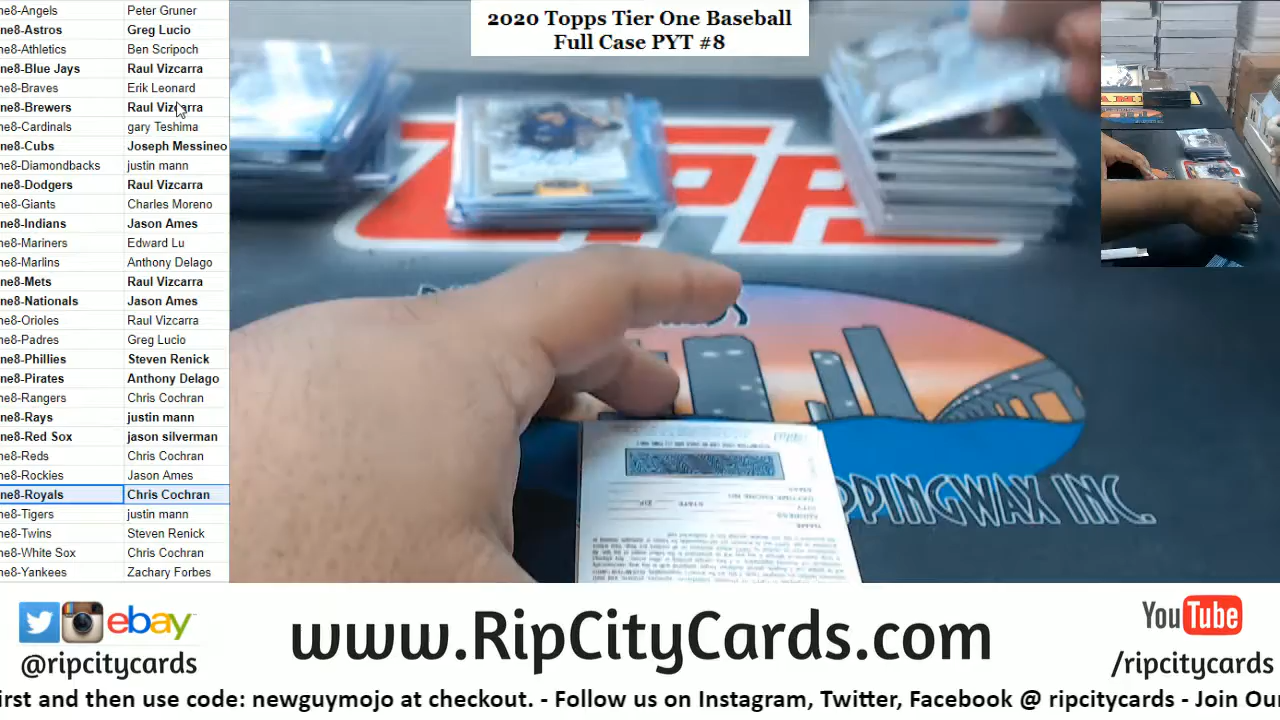 2020 Topps Tier One Baseball
Full Case PYT #8
ne8-Angels Peter Gruner
ne8-Astros Greg Lucio
ne8-Athletics Ben Scripoch
ne8-Blue Jays Raul Vizcarra
ne8-Braves Erik Leonard
ne8-Brewers Raul Vizcarra
ne8-Cardinals gary Teshima
ne8-Cubs Joseph Messineo
ne8-Diamondbacks justin mann
ne8-Dodgers Raul Vizcarra
ne8-Giants Charles Moreno
ne8-Indians Jason Ames
ne8-Mariners Edward Lu
ne8-Marlins Anthony Delago
ne8-Mets Raul Vizcarra
ne8-Nationals Jason Ames
ne8-Orioles Raul Vizcarra
ne8-Padres Greg Lucio
ne8-Phillies Steven Renick
ne8-Pirates Anthony Delago
ne8-Rangers Chris Cochran
ne8-Rays justin mann
ne8-Red Sox jason silverman
ne8-Reds Chris Cochran
ne8-Rockies Jason Ames
ne8-Royals Chris Cochran
ne8-Tigers justin mann
ne8-Twins Steven Renick
ne8-White Sox Chris Cochran
ne8-Yankees Zachary Forbes
PPINGWAX INC.
STATE ZIP
CITY
ADDRESS
NAME
ebay
@ripcitycards
www.RipCityCards.com
YouTube
/ripcitycards
irst and then use code: newguymojo at checkout. - Follow us on Instagram, Twitter, Facebook @ ripcitycards - Join Our